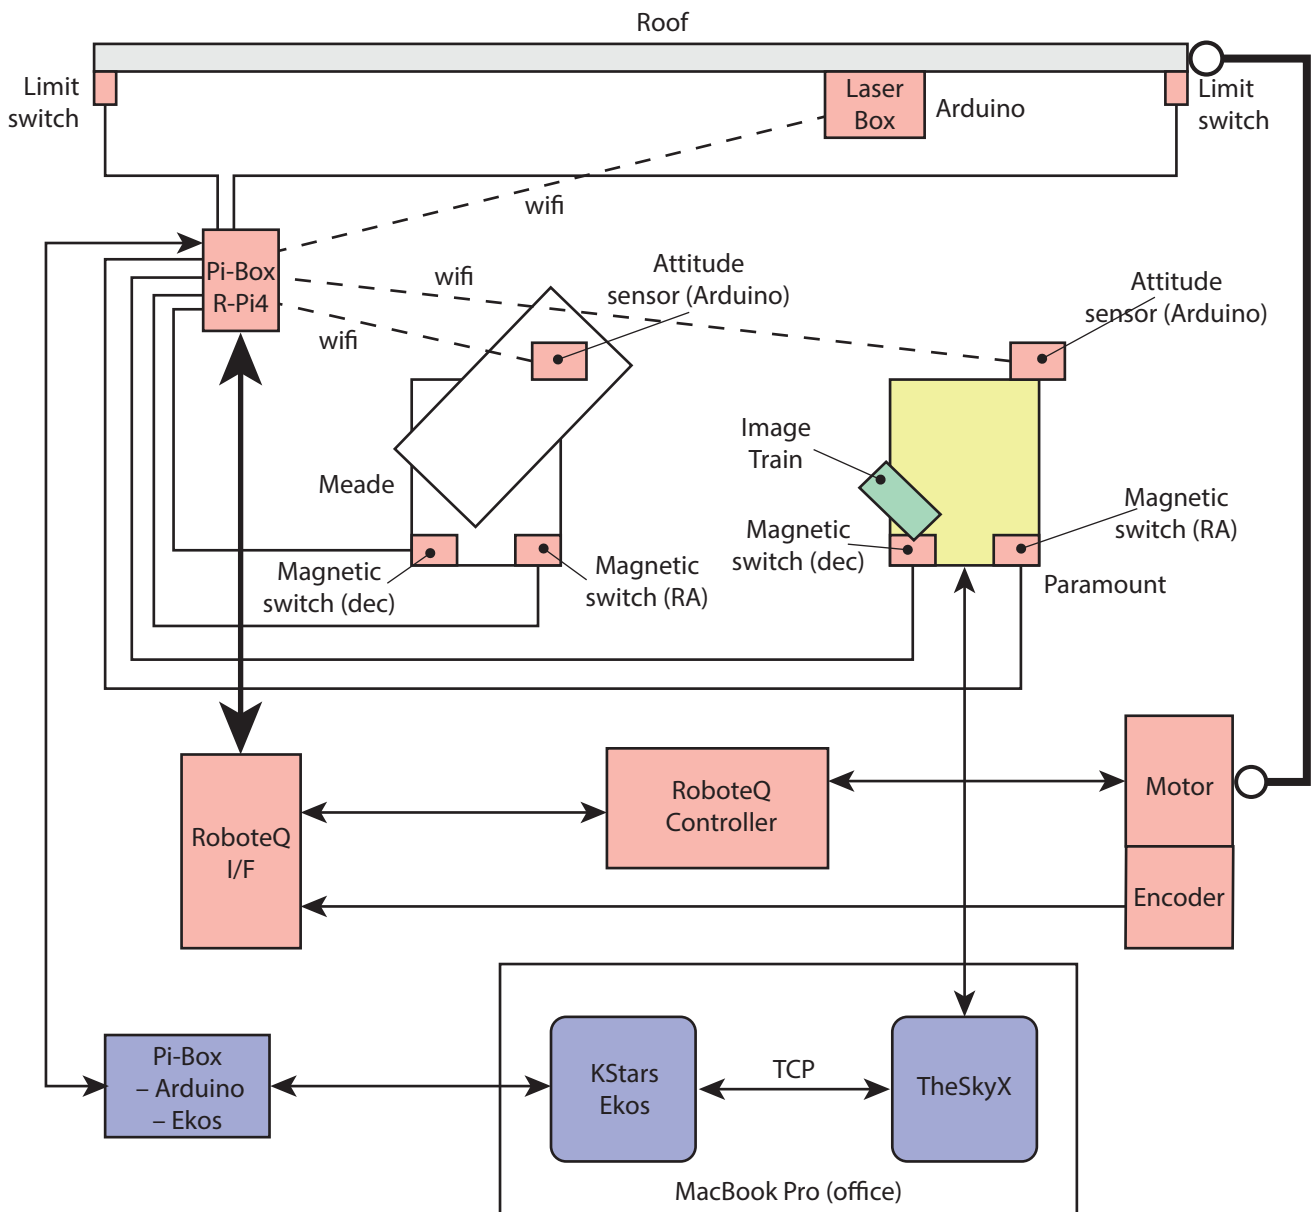 Roof
Limit
switch
Laser
Box
Arduino
Limit
switch
wifi
Pi-Box
R-Pi4
wifi
wifi
Attitude
sensor (Arduino)
Attitude
sensor (Arduino)
Image
Train
Meade
Magnetic
switch (dec)
Magnetic
switch (RA)
Magnetic
switch (dec)
Magnetic
switch (RA)
Paramount
RoboteQ
I/F
RoboteQ
Controller
Motor
Encoder
Pi-Box
– Arduino
– Ekos
KStars
Ekos
TCP
TheSkyX
MacBook Pro (office)